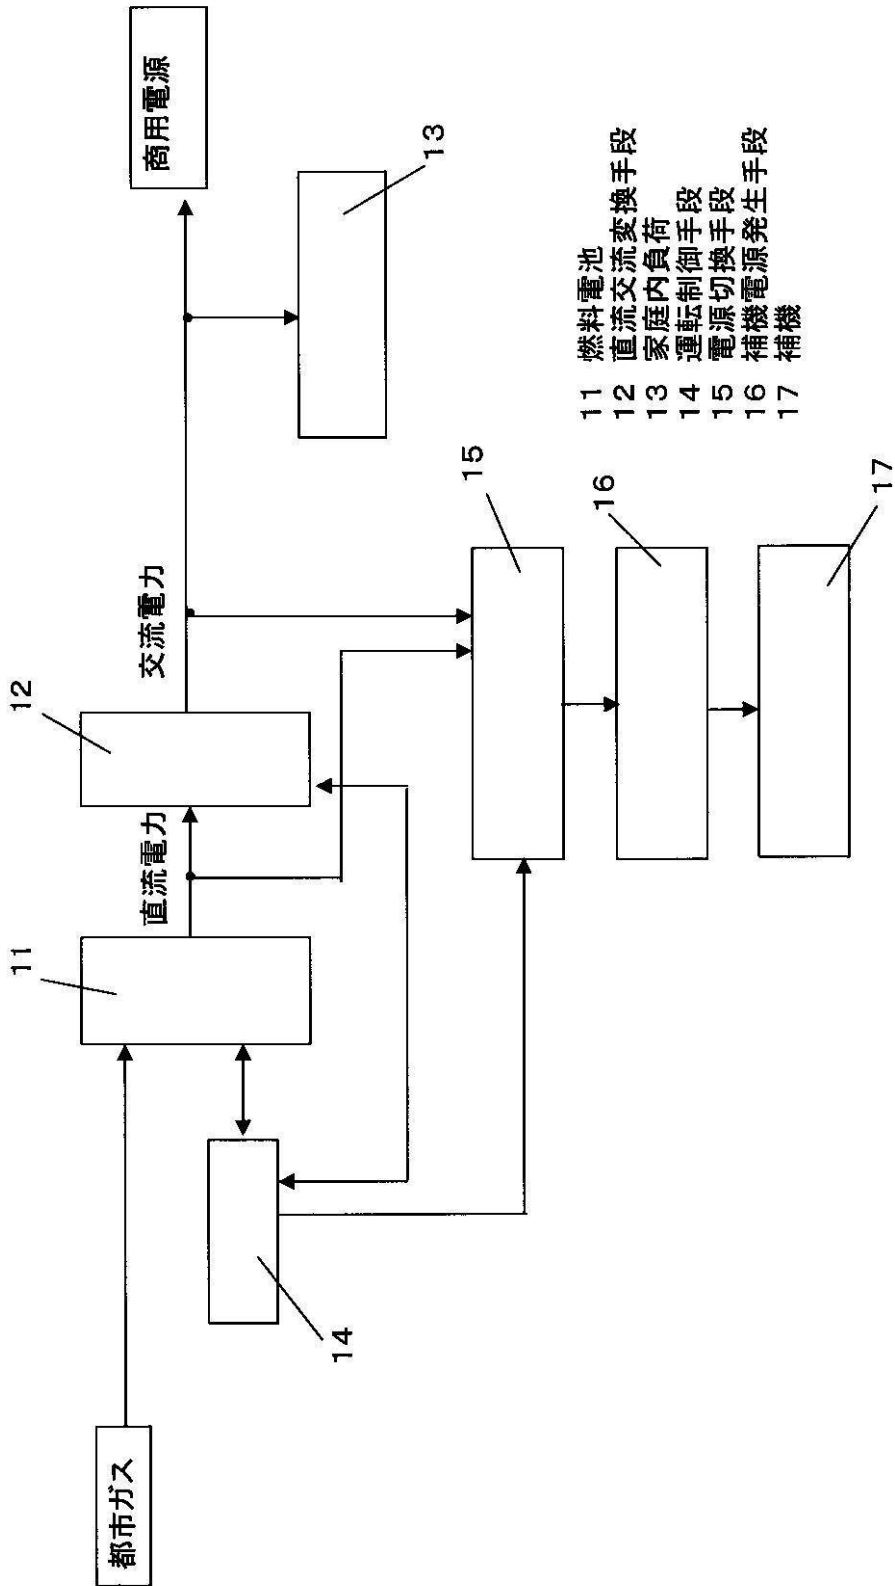 都市ガス
11
直流電力
12
交流電力
商用電源
13
14
15
16
17
11 燃料電池
12 直流交流変換手段
13 家庭内負荷
14 運転制御手段
15 電源切換手段
16 補機電源発生手段
17 補機